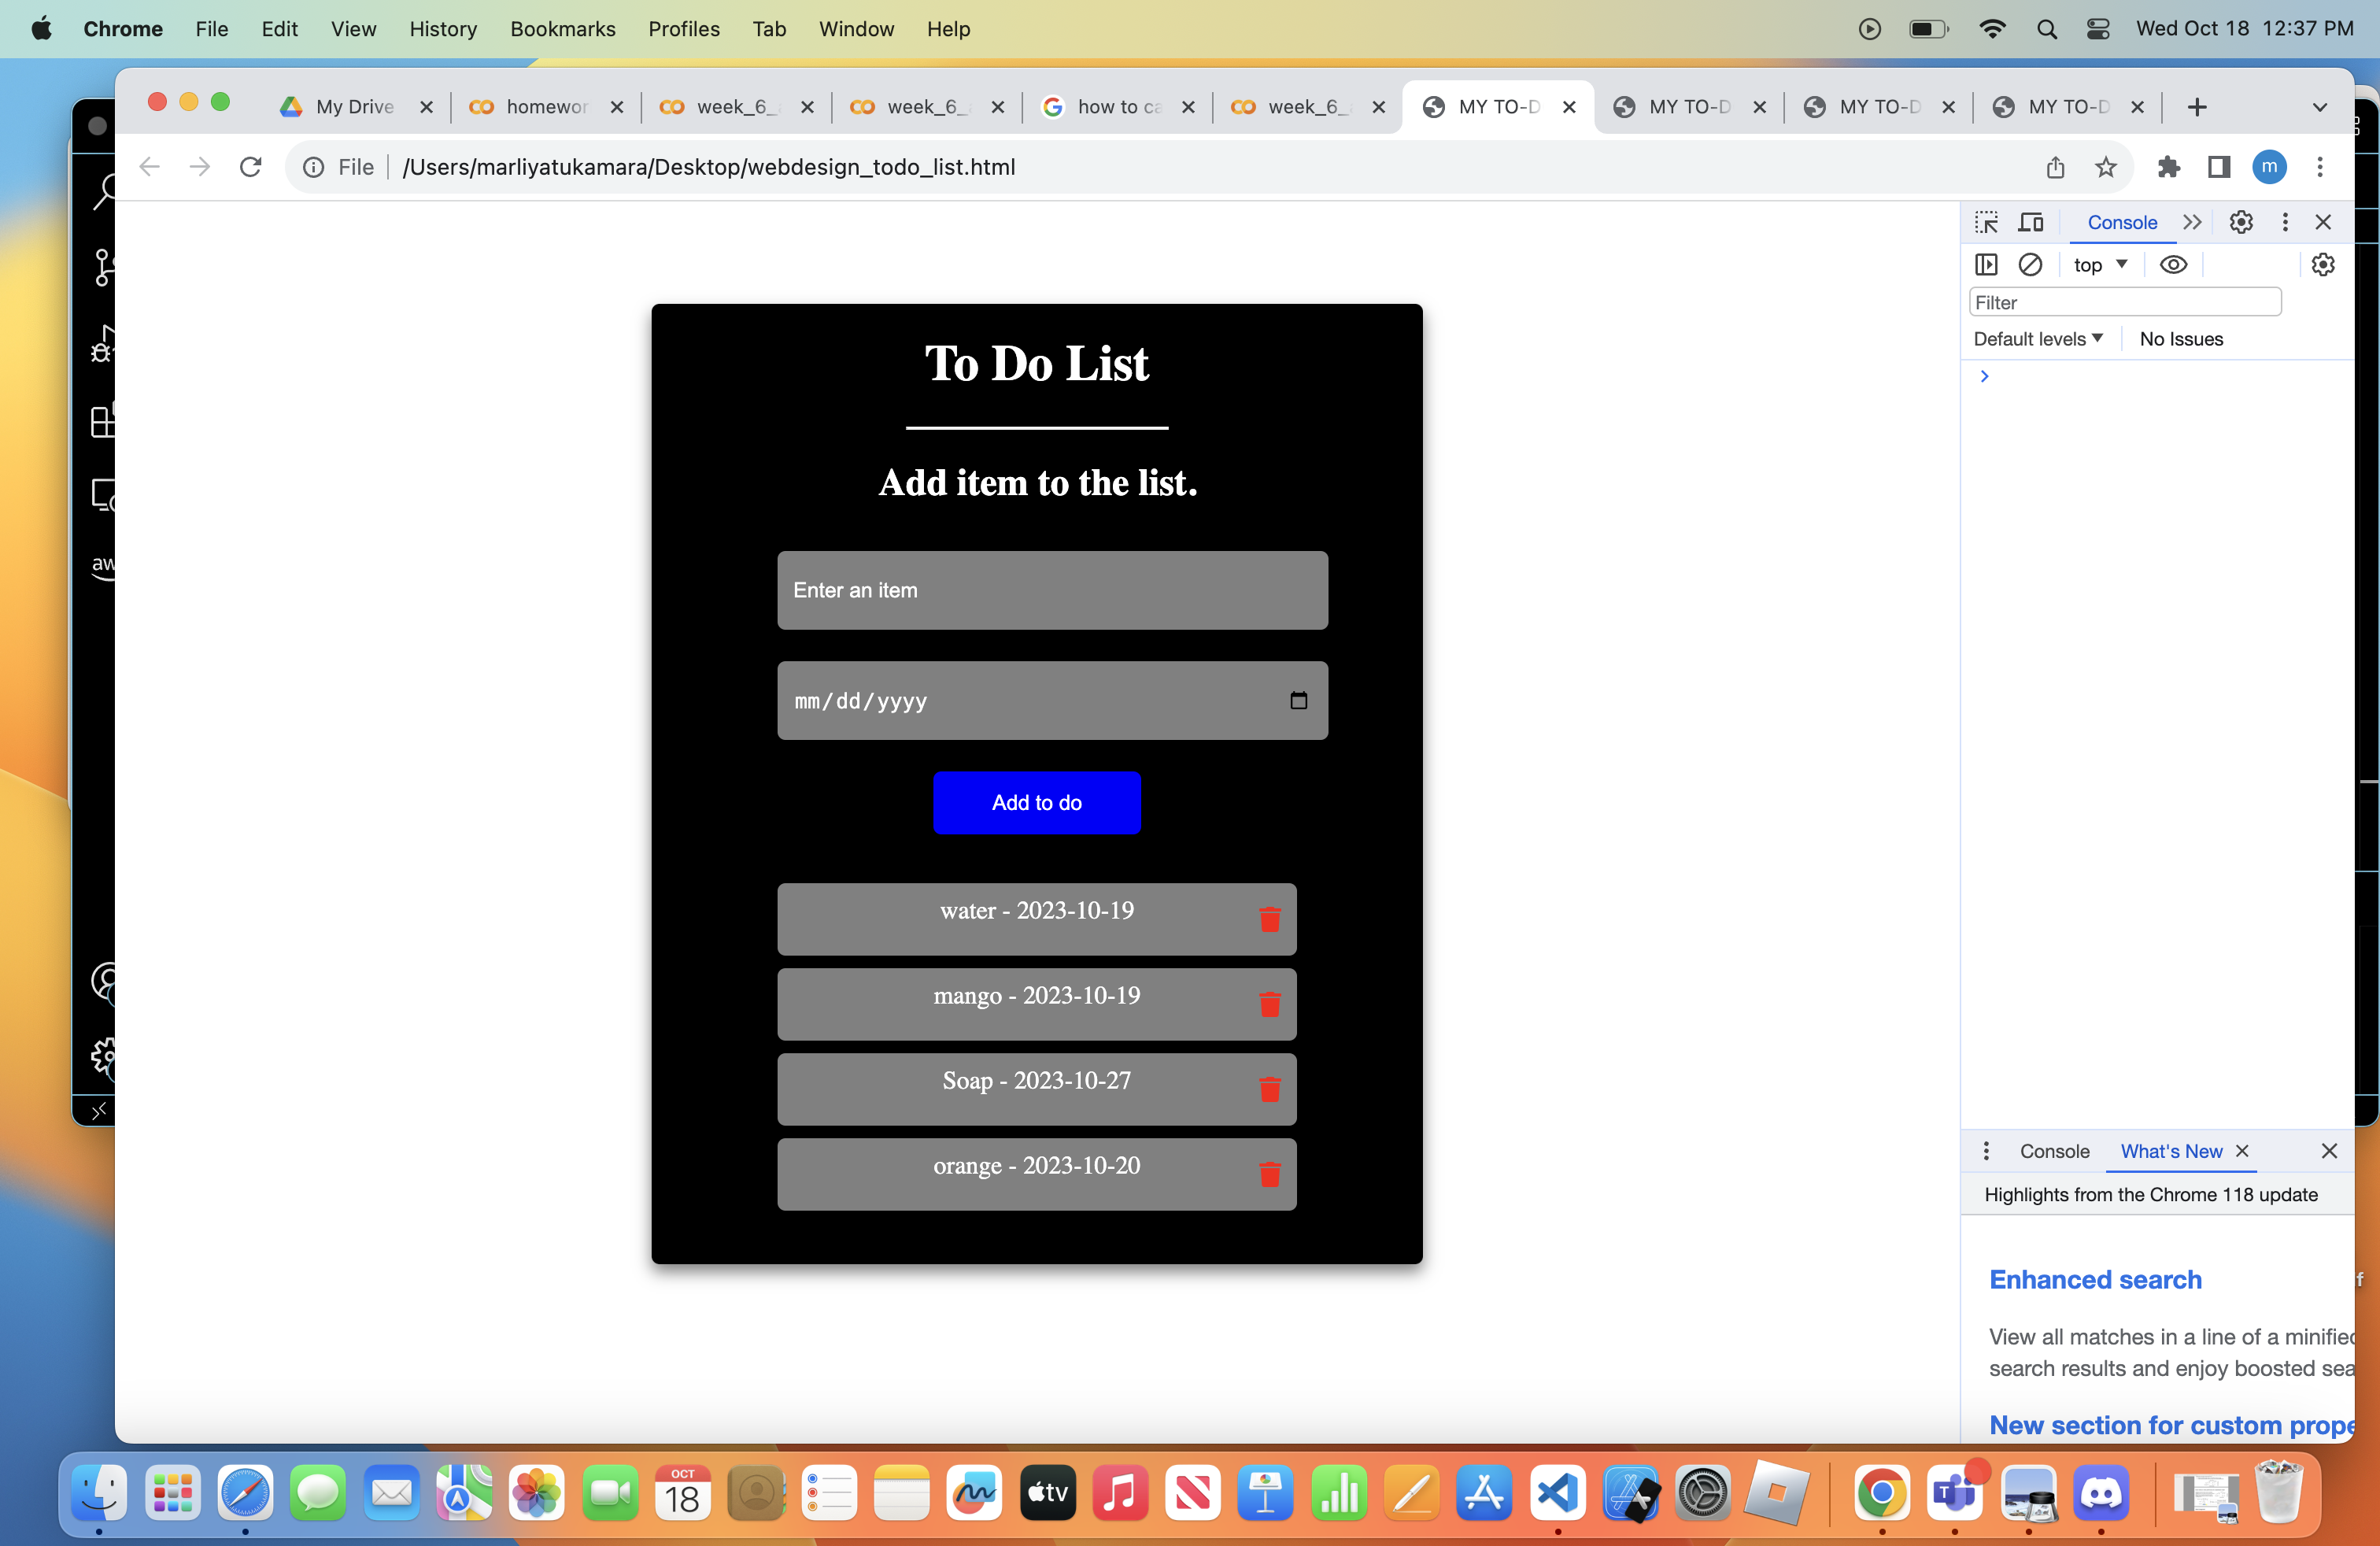 Chrome File Edit View History Bookmarks Profiles Tab Window Help Wed Oct 18 12:37 PM
My Drive homewor week_6_ week_6_ how to ca week_6_ MY TO-D MY TO-D MY TO-D MY TO-D
File /Users/marliyatukamara/Desktop/webdesign_todo_list.html m
Console
top
Filter
Default levels No Issues
To Do List
Add item to the list.
Enter an item
mm/dd/yyyy
Add to do
water - 2023-10-19
mango - 2023-10-19
Soap - 2023-10-27
orange - 2023-10-20
Console What's New
Highlights from the Chrome 118 update
Enhanced search
View all matches in a line of a minified
search results and enjoy boosted sea
New section for custom prope
aw
f
OCT
18
tv
T